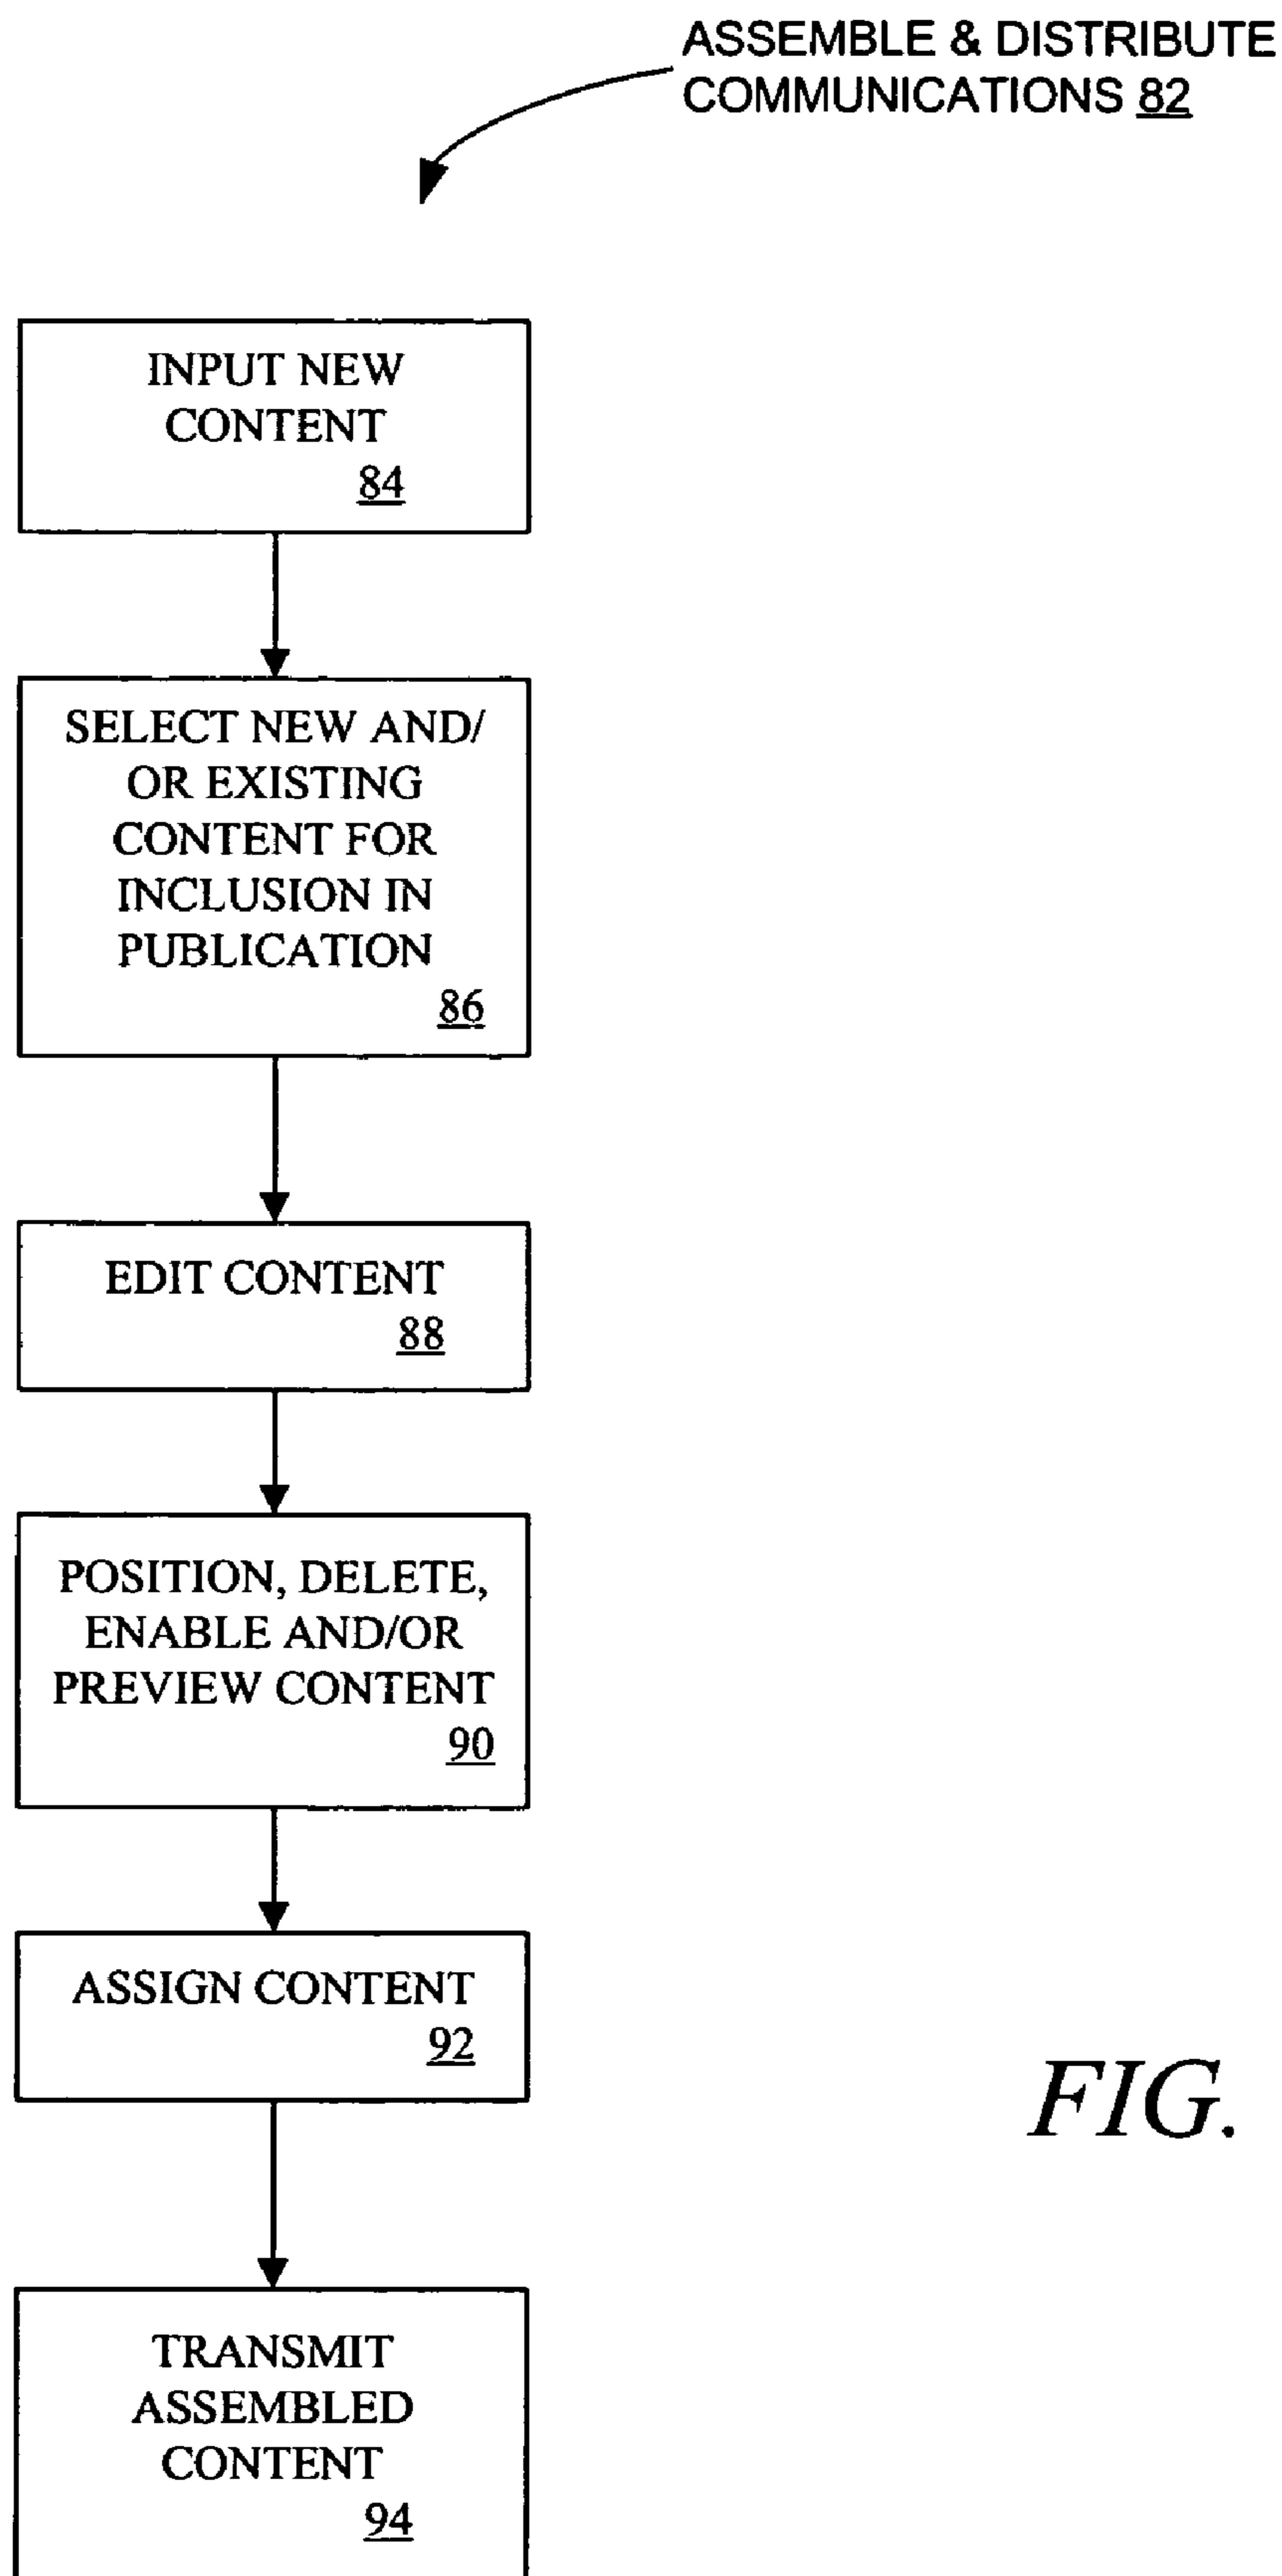 ASSEMBLE & DISTRIBUTE
COMMUNICATIONS 82
INPUT NEW
CONTENT
84
SELECT NEW AND/
OR EXISTING
CONTENT FOR
INCLUSION IN
PUBLICATION
86
EDIT CONTENT
88
POSITION, DELETE,
ENABLE AND/OR
PREVIEW CONTENT
90
ASSIGN CONTENT
92
FIG.
TRANSMIT
ASSEMBLED
CONTENT
94